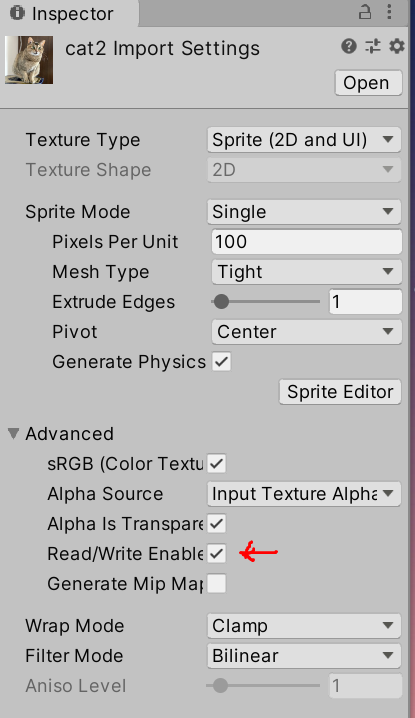 Inspector
cat2 Import Settings
Open
Texture Type Sprite (2D and UI)
Texture Shape 2D
Sprite Mode Single
Pixels Per Unit 100
Mesh Type Tight
Extrude Edges 1
Pivot Center
Generate Physics
Sprite Editor
Advanced
sRGB (Color Textu
Alpha Source Input Texture Alpha
Alpha Is Transpare
Read/Write Enable
Generate Mip Map
Wrap Mode Clamp
Filter Mode Bilinear
Aniso Level 1